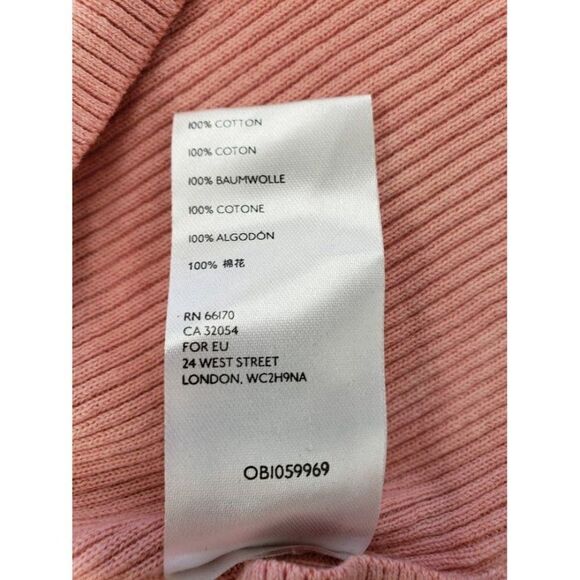 100% COTTON
100% COTON
100% BAUMWOLLE
100% COTONE
100% ALGODÓN
100% 棉花
RN 66170
CA 32054
FOR EU
24 WEST STREET
LONDON, WC2H9NA
OB1059969